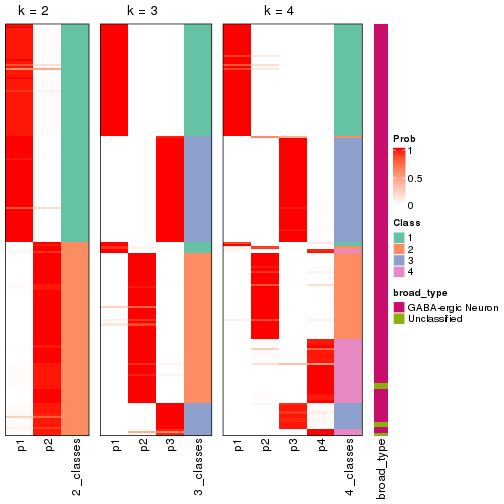 k = 2
k = 3
k = 4
p1
p2
2_classes
p1
p2
p3
3_classes
p1
p2
p3
p4
4_classes
broad_type
Prob
1
0.5
0
Class
1
2
3
4
broad_type
GABA-ergic Neuron
Unclassified